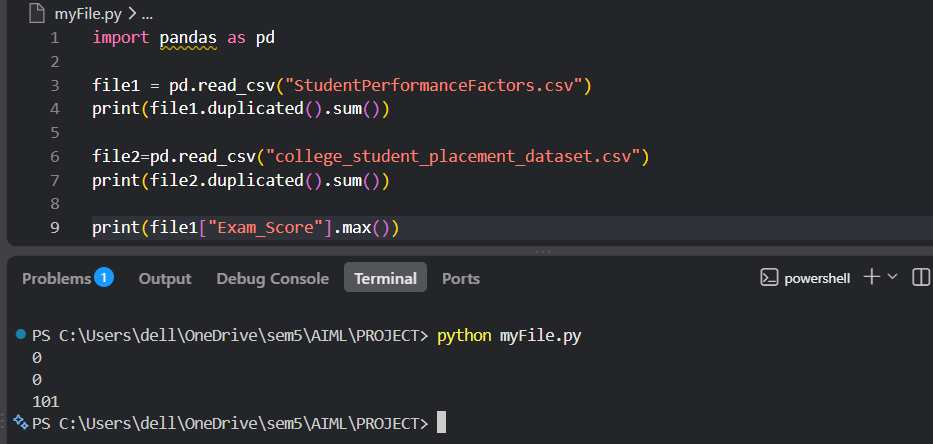 myFile.py > ...
1 import pandas as pd
2
3 file1 = pd.read_csv("StudentPerformanceFactors.csv")
4 print(file1.duplicated().sum())
5
6 file2=pd.read_csv("college_student_placement_dataset.csv")
7 print(file2.duplicated().sum())
8
9 print(file1["Exam_Score"].max())
Problems 1 Output Debug Console Terminal Ports powershell
PS C:\Users\dell\OneDrive\sem5\AIML\PROJECT> python myFile.py
0
0
101
PS C:\Users\dell\OneDrive\sem5\AIML\PROJECT>